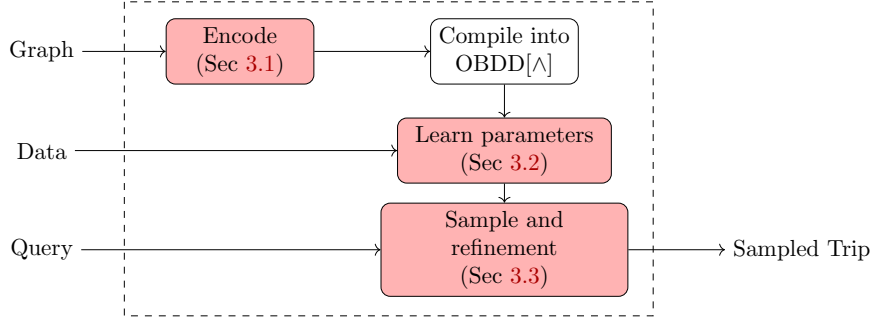 Graph
Encode
(Sec 3.1)
Compile into
OBDD[∧]
Data
Learn parameters
(Sec 3.2)
Query
Sample and
refinement
(Sec 3.3)
Sampled Trip